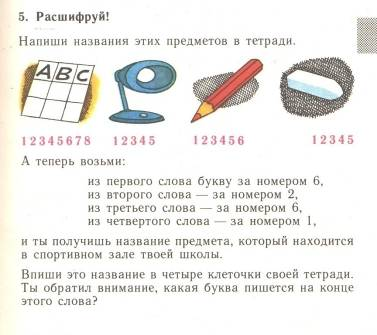 5. Расшифруй!
Напиши названия этих предметов в тетради.
A B C
12345678 12345 123456 12345
А теперь возьми:
из первого слова букву за номером 6,
из второго слова — за номером 2,
из третьего слова — за номером 6,
из четвертого слова — за номером 1,
и ты получишь название предмета, который находится
в спортивном зале твоей школы.
Впиши это название в четыре клеточки своей тетради.
Ты обратил внимание, какая буква пишется на конце
этого слова?